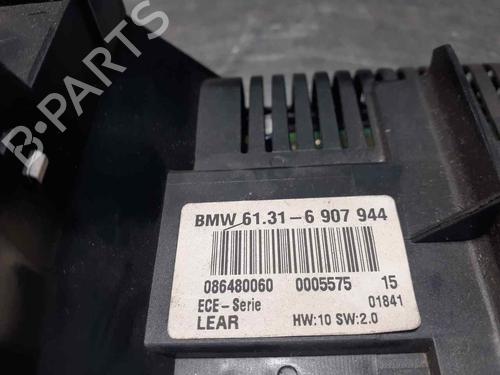 B-PARTS
BMW 61.31-6 907 944
086480060 0005575 15
ECE-Serie 01841
LEAR HW:10 SW:2.0